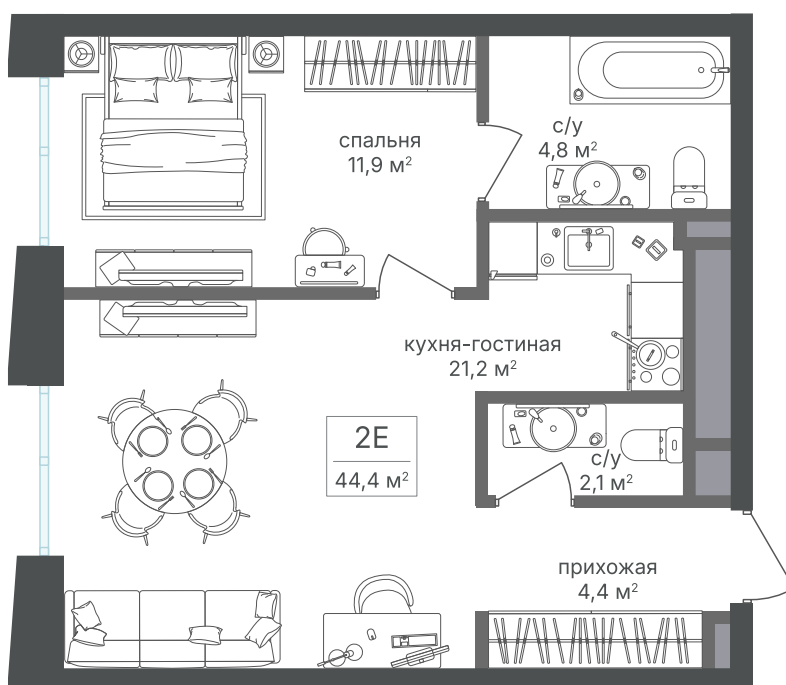 спальня
11,9 м²
с/у
4,8 м²
кухня-гостиная
21,2 м²
2Е
44,4 м²
с/у
2,1 м²
прихожая
4,4 м²